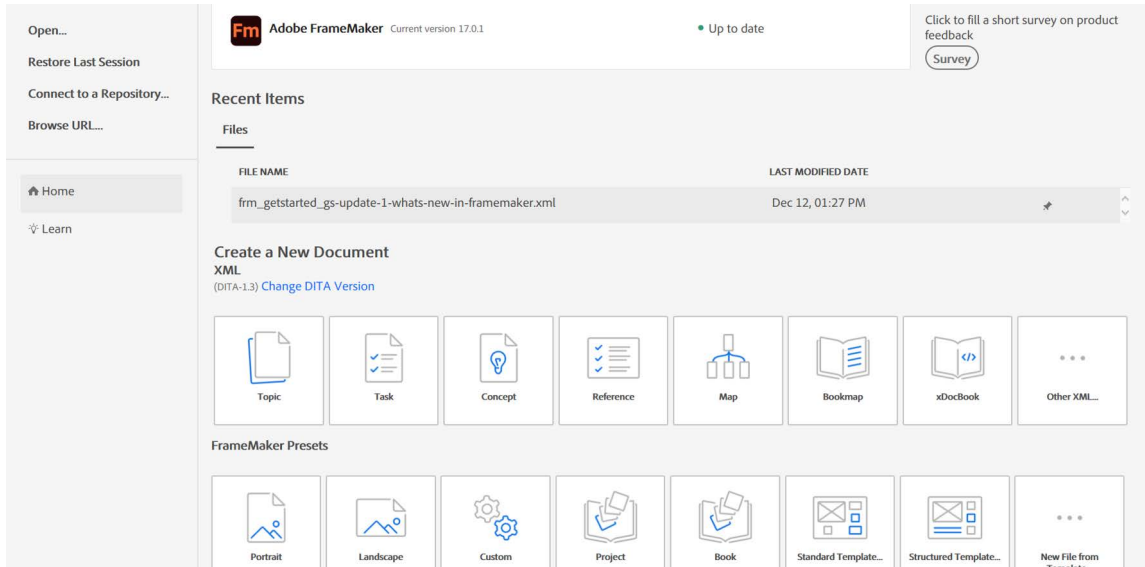 Open...
Restore Last Session
Connect to a Repository...
Browse URL...
Home
Learn
Fm Adobe FrameMaker Current version 17.0.1 Up to date
Click to fill a short survey on product
feedback
Survey
Recent Items
Files
FILE NAME LAST MODIFIED DATE
frm_getstarted_gs-update-1-whats-new-in-framemaker.xml Dec 12, 01:27 PM
Create a New Document
XML
(DITA-1.3) Change DITA Version
Topic Task Concept Reference Map Bookmap xDocBook Other XML...
FrameMaker Presets
Portrait Landscape Custom Project Book Standard Template... Structured Template... New File from